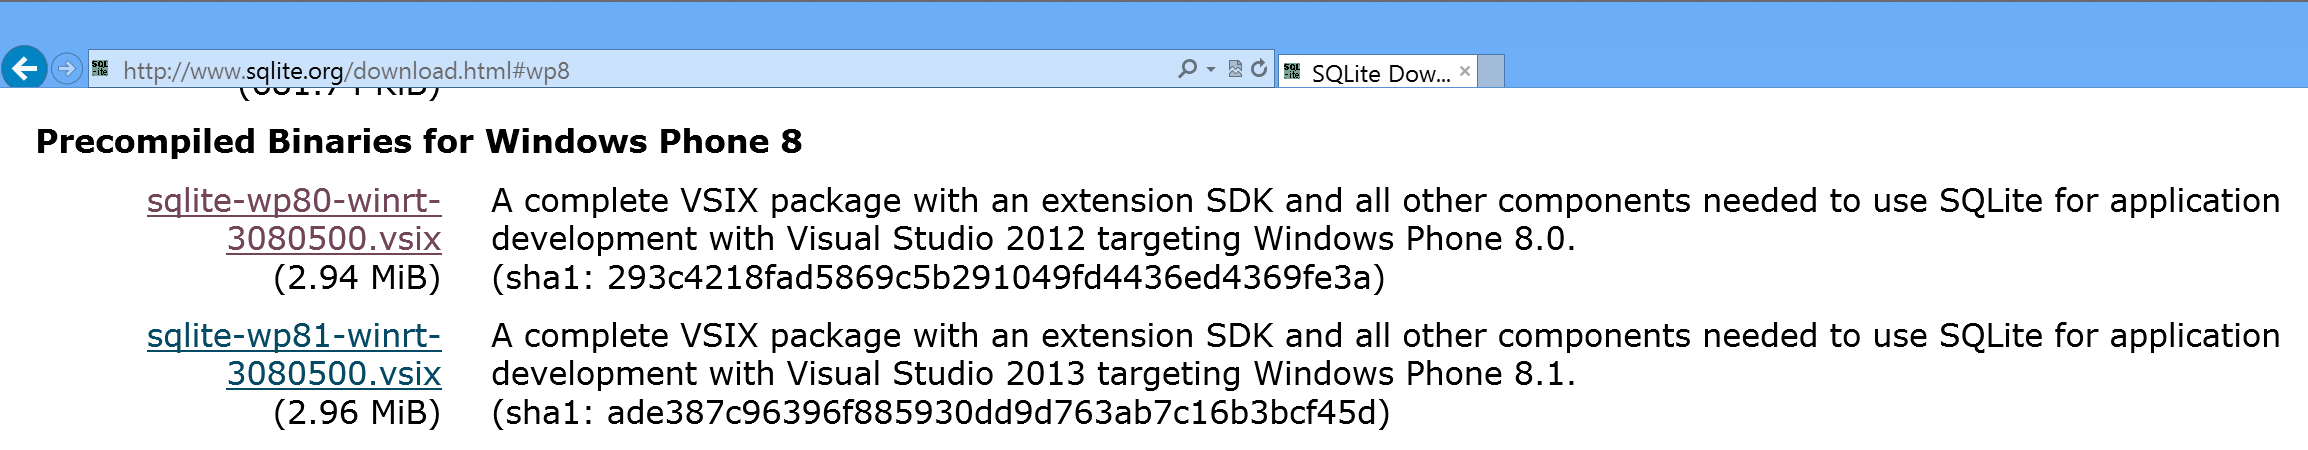 http://www.sqlite.org/download.html#wp8
SQLite Dow...
Precompiled Binaries for Windows Phone 8
sqlite-wp80-winrt-
3080500.vsix
(2.94 MiB)
A complete VSIX package with an extension SDK and all other components needed to use SQLite for application
development with Visual Studio 2012 targeting Windows Phone 8.0.
(sha1: 293c4218fad5869c5b291049fd4436ed4369fe3a)
sqlite-wp81-winrt-
3080500.vsix
(2.96 MiB)
A complete VSIX package with an extension SDK and all other components needed to use SQLite for application
development with Visual Studio 2013 targeting Windows Phone 8.1.
(sha1: ade387c96396f885930dd9d763ab7c16b3bcf45d)